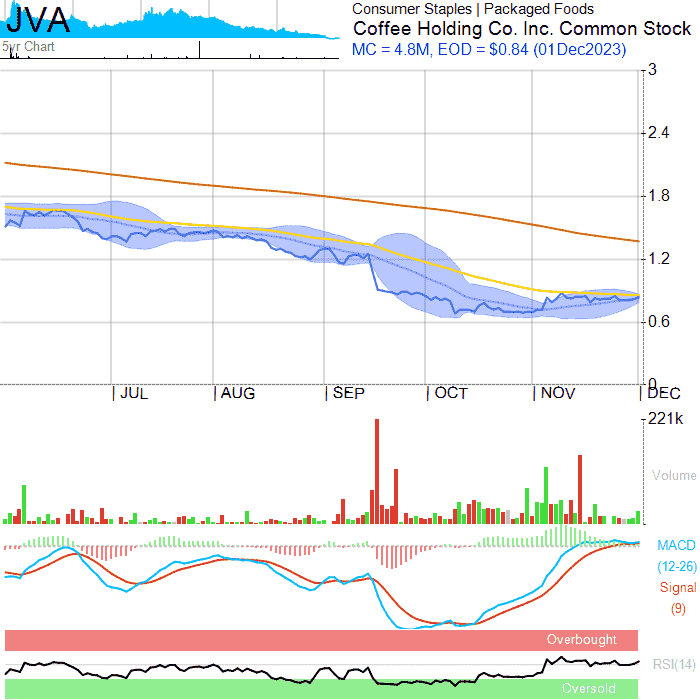 JVA
5yr Chart
Consumer Staples | Packaged Foods
Coffee Holding Co. Inc. Common Stock
MC = 4.8M, EOD = $0.84 (01Dec2023)
3
2.4
1.8
1.2
0.6
0
JUL AUG SEP OCT NOV DEC
221k
Volume
MACD
(12-26)
Signal
(9)
Overbought
RSI(14)
Oversold